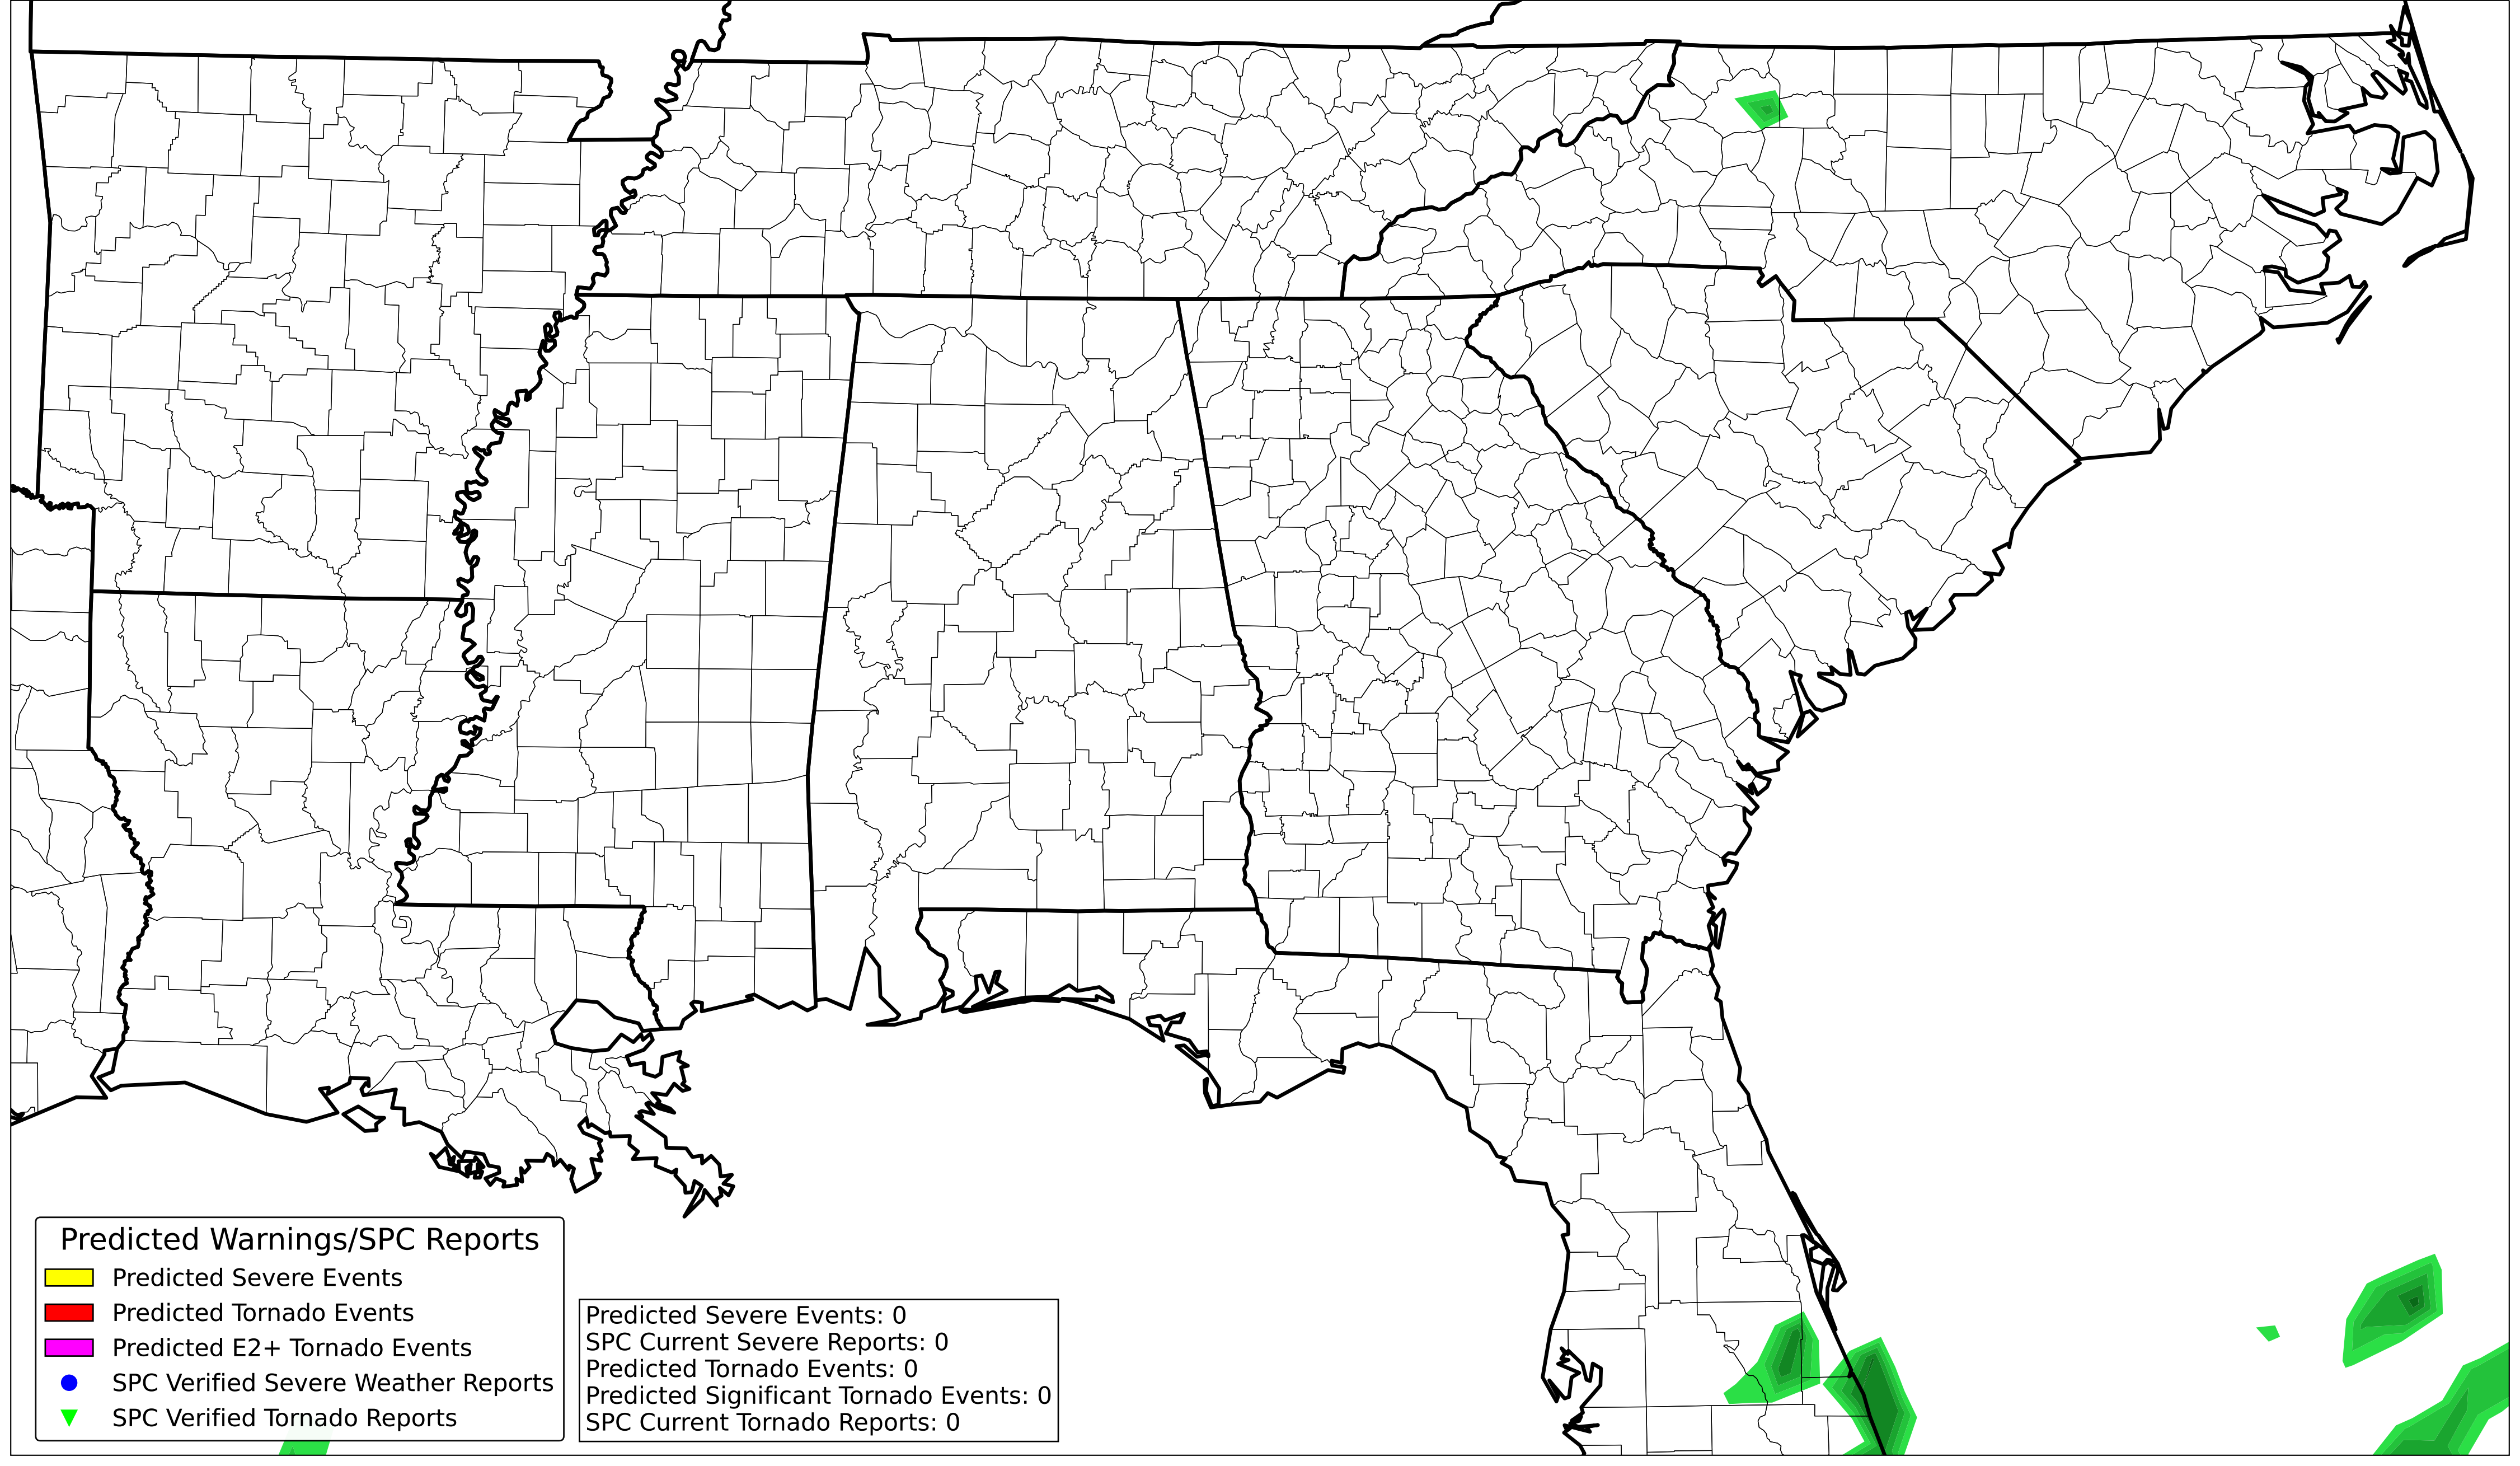 Predicted Warnings/SPC Reports
Predicted Severe Events
Predicted Tornado Events
Predicted E2+ Tornado Events
SPC Verified Severe Weather Reports
SPC Verified Tornado Reports
Predicted Severe Events: 0
SPC Current Severe Reports: 0
Predicted Tornado Events: 0
Predicted Significant Tornado Events: 0
SPC Current Tornado Reports: 0